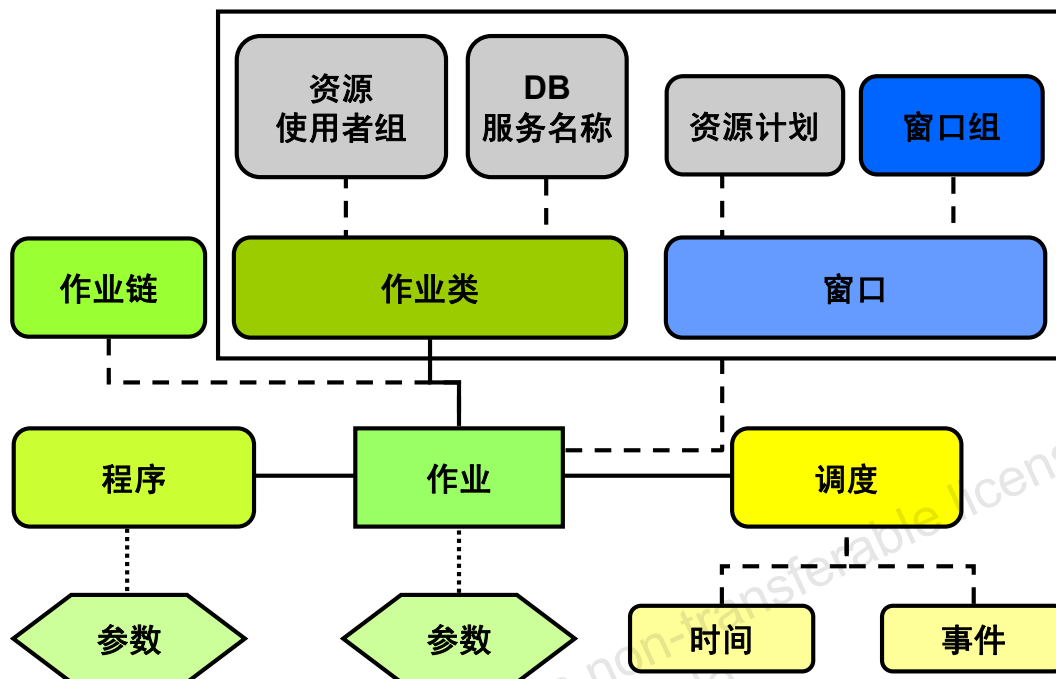 资源
使用者组
DB
服务名称
资源计划
窗口组
作业链
作业类
窗口
程序
作业
调度
参数
参数
时间
事件
non-transferable licens